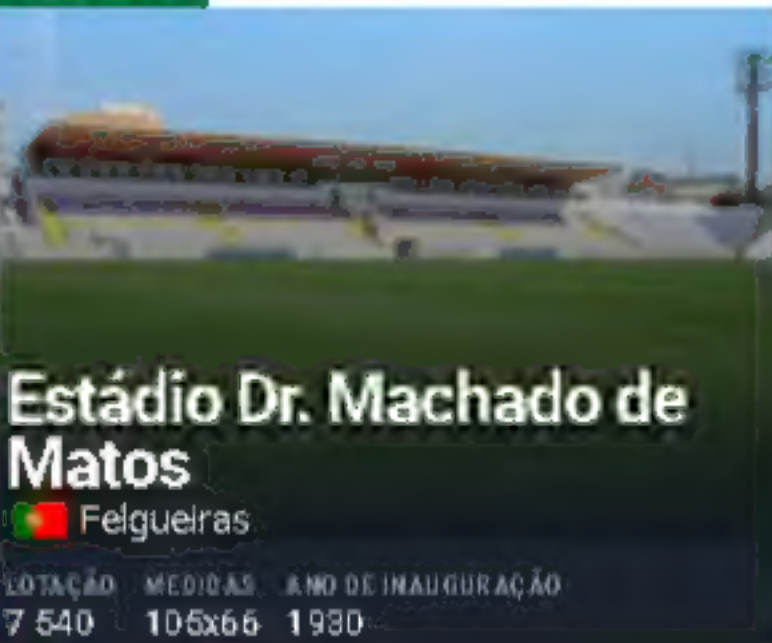 Estádio Dr. Machado de
Matos
Felgueiras
LOTAÇÃO MEDIDAS ANO DE INAUGURAÇÃO
7 540 105x66 1930